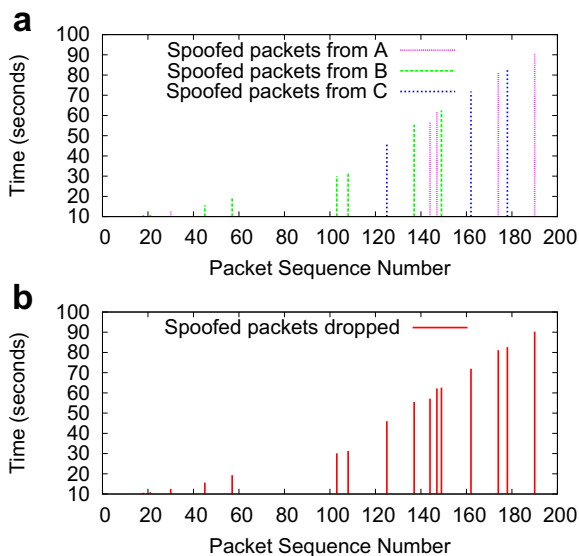 a
Spoofed packets from A
Spoofed packets from B
Spoofed packets from C
Time (seconds)
100
90
80
70
60
50
40
30
20
10
0 20 40 60 80 100 120 140 160 180 200
Packet Sequence Number
b
Spoofed packets dropped
Time (seconds)
100
90
80
70
60
50
40
30
20
10
0 20 40 60 80 100 120 140 160 180 200
Packet Sequence Number